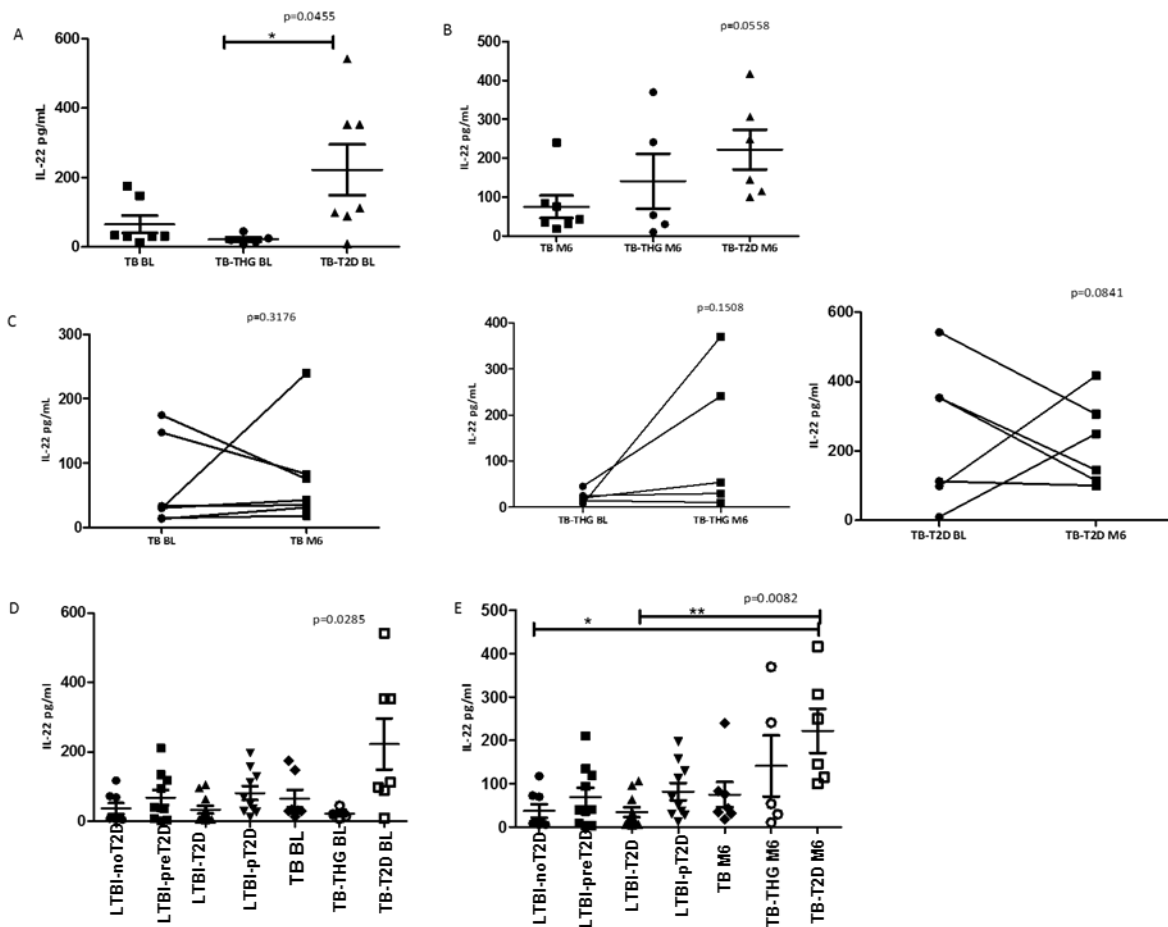 A
p=0.0455
*
600
400
200
0
IL-22 pg/mL
TB BL
TB-THG BL
TB-T2D BL
B
p=0.0558
500
400
300
200
100
0
IL-22 pg/mL
TB M6
TB-THG M6
TB-T2D M6
C
p=0.3176
300
200
100
0
IL-22 pg/mL
TB BL
TB M6
p=0.1508
400
300
200
100
0
IL-22 pg/mL
TB-THG BL
TB-THG M6
p=0.0841
600
400
200
0
IL-22 pg/ml
TB-T2D BL
TB-T2D M6
D
p=0.0285
600
400
200
0
IL-22 pg/ml
LTBI-noT2D
LTBI-preT2D
LTBI-T2D
LTBI-pT2D
TB BL
TB-THG BL
TB-T2D BL
E
p=0.0082
*
**
500
400
300
200
100
0
IL-22 pg/ml
LTBI-noT2D
LTBI-preT2D
LTBI-T2D
LTBI-pT2D
TB M6
TB-THG M6
TB-T2D M6